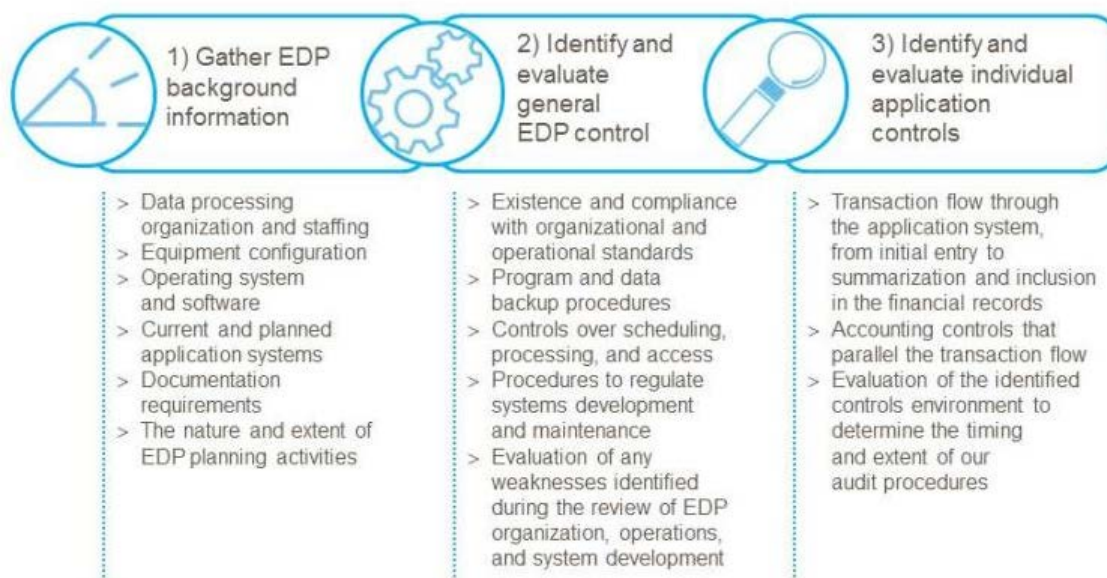 1) Gather EDP
background
information
2) Identify and
evaluate
general
EDP control
3) Identify and
evaluate individual
application
controls
> Data processing
organization and staffing
> Equipment configuration
> Operating system
and software
> Current and planned
application systems
> Documentation
requirements
> The nature and extent of
EDP planning activities
> Existence and compliance
with organizational and
operational standards
> Program and data
backup procedures
> Controls over scheduling,
processing, and access
> Procedures to regulate
systems development
and maintenance
> Evaluation of any
weaknesses identified
during the review of EDP
organization, operations,
and system development
> Transaction flow through
the application system,
from initial entry to
summarization and inclusion
in the financial records
> Accounting controls that
parallel the transaction flow
> Evaluation of the identified
controls environment to
determine the timing
and extent of our
audit procedures